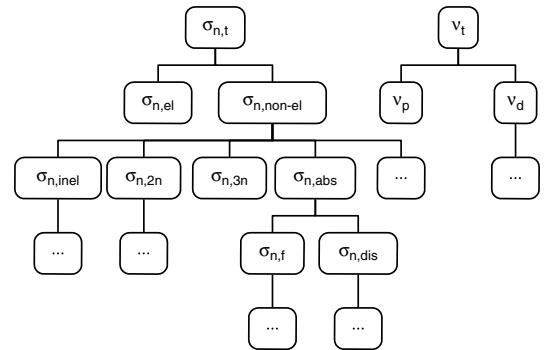 σn,t νt
σn,el σn,non-el νp νd
σn,inel σn,2n σn,3n σn,abs ... ...
... ... σn,f σn,dis
... ...